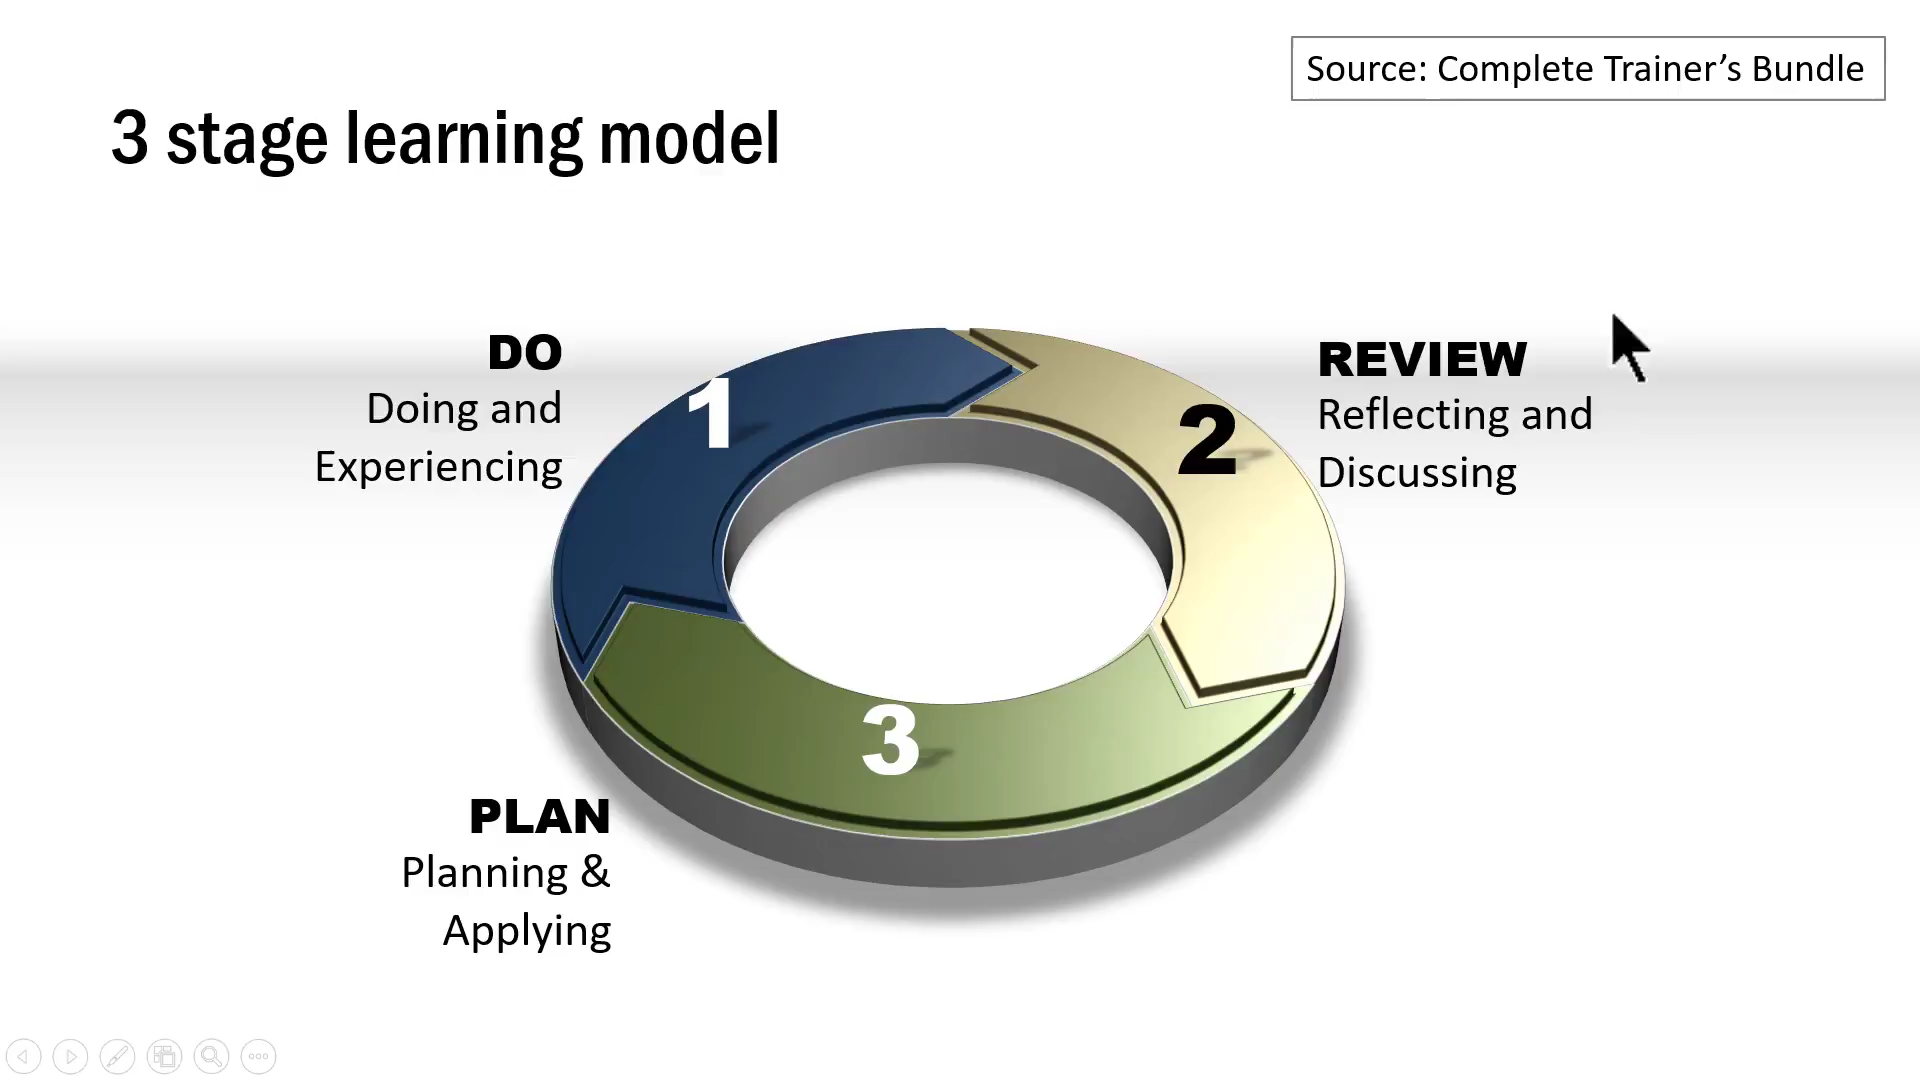 Source: Complete Trainer’s Bundle
3 stage learning model
DO
Doing and
Experiencing
1
2
REVIEW
Reflecting and
Discussing
3
PLAN
Planning &
Applying